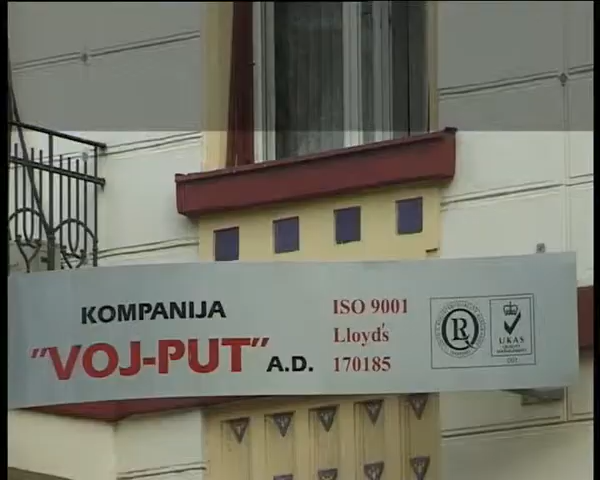 KOMPANIJA
"VOJ-PUT" A.D.
ISO 9001
Lloyd's
170185
UKAS